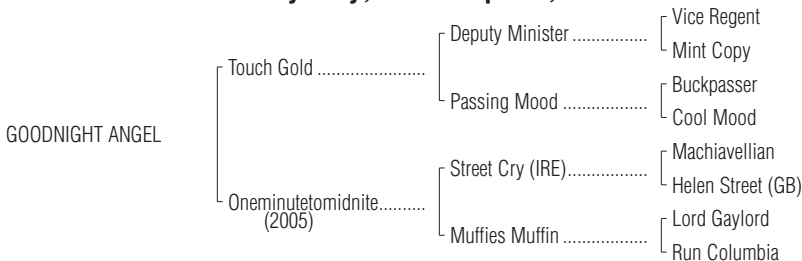 Vice Regent
Deputy Minister ................
Mint Copy
Touch Gold ......................
Buckpasser
Passing Mood ..................
Cool Mood
GOODNIGHT ANGEL
Machiavellian
Street Cry (IRE).................
Helen Street (GB)
Oneminutetomidnite..........
(2005)
Lord Gaylord
Muffies Muffin ..................
Run Columbia